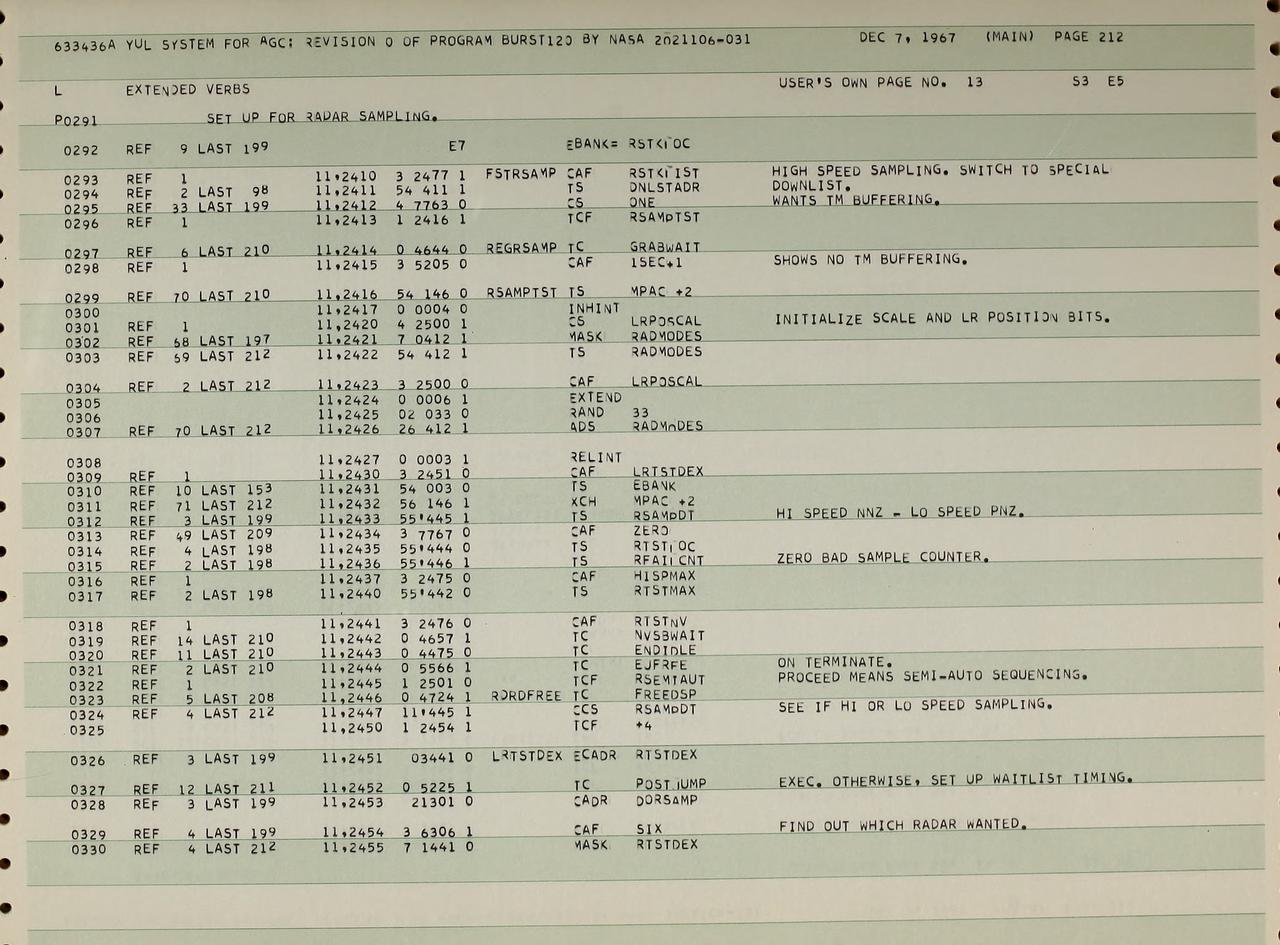 633436A YUL SYSTEM FOR AGC: REVISION 0 OF PROGRAM BURST120 BY NASA 2021106-031 DEC 7, 1967 (MAIN) PAGE 212
L EXTENDED VERBS USER'S OWN PAGE NO. 13 S3 E5
P0291 SET UP FOR RADAR SAMPLING.
0292 REF 9 LAST 199 E7 EBANK= RSTKLOC
0293 REF 1 11,2410 3 2477 1 FSTRSAMP CAF RSTKLIST HIGH SPEED SAMPLING. SWITCH TO SPECIAL
0294 REF 2 LAST 98 11,2411 54 411 1 TS DNLSTADR DOWNLIST.
0295 REF 33 LAST 199 11,2412 4 7763 0 CS ONE WANTS TM BUFFERING.
0296 REF 1 11,2413 1 2416 1 TCF RSAMPTST
0297 REF 6 LAST 210 11,2414 0 4644 0 REGRSAMP TC GRABWAIT
0298 REF 1 11,2415 3 5205 0 CAF 1SEC+1 SHOWS NO TM BUFFERING.
0299 REF 70 LAST 210 11,2416 54 146 0 RSAMPTST TS MPAC +2
0300 11,2417 0 0004 0 INHINT
0301 REF 1 11,2420 4 2500 1 CS LRPOSCAL INITIALIZE SCALE AND LR POSITION BITS.
0302 REF 68 LAST 197 11,2421 7 0412 1 MASK RADMODES
0303 REF 69 LAST 212 11,2422 54 412 1 TS RADMODES
0304 REF 2 LAST 212 11,2423 3 2500 0 CAF LRPOSCAL
0305 11,2424 0 0006 1 EXTEND
0306 11,2425 02 033 0 RAND 33
0307 REF 70 LAST 212 11,2426 26 412 1 ADS RADMODES
0308 11,2427 0 0003 1 RELINT
0309 REF 1 11,2430 3 2451 0 CAF LRTSTDEX
0310 REF 10 LAST 153 11,2431 54 003 0 TS EBANK
0311 REF 71 LAST 212 11,2432 56 146 1 XCH MPAC +2
0312 REF 3 LAST 199 11,2433 55'445 1 TS RSAMPDT HI SPEED NNZ - LO SPEED PNZ.
0313 REF 49 LAST 209 11,2434 3 7767 0 CAF ZERO
0314 REF 4 LAST 198 11,2435 55'444 0 TS RTSTLOC
0315 REF 2 LAST 198 11,2436 55'446 1 TS RFAILCNT ZERO BAD SAMPLE COUNTER.
0316 REF 1 11,2437 3 2475 0 CAF HISPMAX
0317 REF 2 LAST 198 11,2440 55'442 0 TS RTSTMAX
0318 REF 1 11,2441 3 2476 0 CAF RTSTNV
0319 REF 14 LAST 210 11,2442 0 4657 1 TC NVSBWAIT
0320 REF 11 LAST 210 11,2443 0 4475 0 TC ENDIDLE
0321 REF 2 LAST 210 11,2444 0 5566 1 TC EJFREE ON TERMINATE.
0322 REF 1 11,2445 1 2501 0 TCF RSEMIAUT PROCEED MEANS SEMI-AUTO SEQUENCING.
0323 REF 5 LAST 208 11,2446 0 4724 1 RDRDFREE TC FREEDSP
0324 REF 4 LAST 212 11,2447 11'445 1 CCS RSAMPDT SEE IF HI OR LO SPEED SAMPLING.
0325 11,2450 1 2454 1 TCF +4
0326 REF 3 LAST 199 11,2451 03441 0 LRTSTDEX ECADR RTSTDEX
0327 REF 12 LAST 211 11,2452 0 5225 1 TC POSTJUMP EXEC. OTHERWISE, SET UP WAITLIST TIMING.
0328 REF 3 LAST 199 11,2453 21301 0 CADR DORSAMP
0329 REF 4 LAST 199 11,2454 3 6306 1 CAF SIX FIND OUT WHICH RADAR WANTED.
0330 REF 4 LAST 212 11,2455 7 1441 0 MASK RTSTDEX